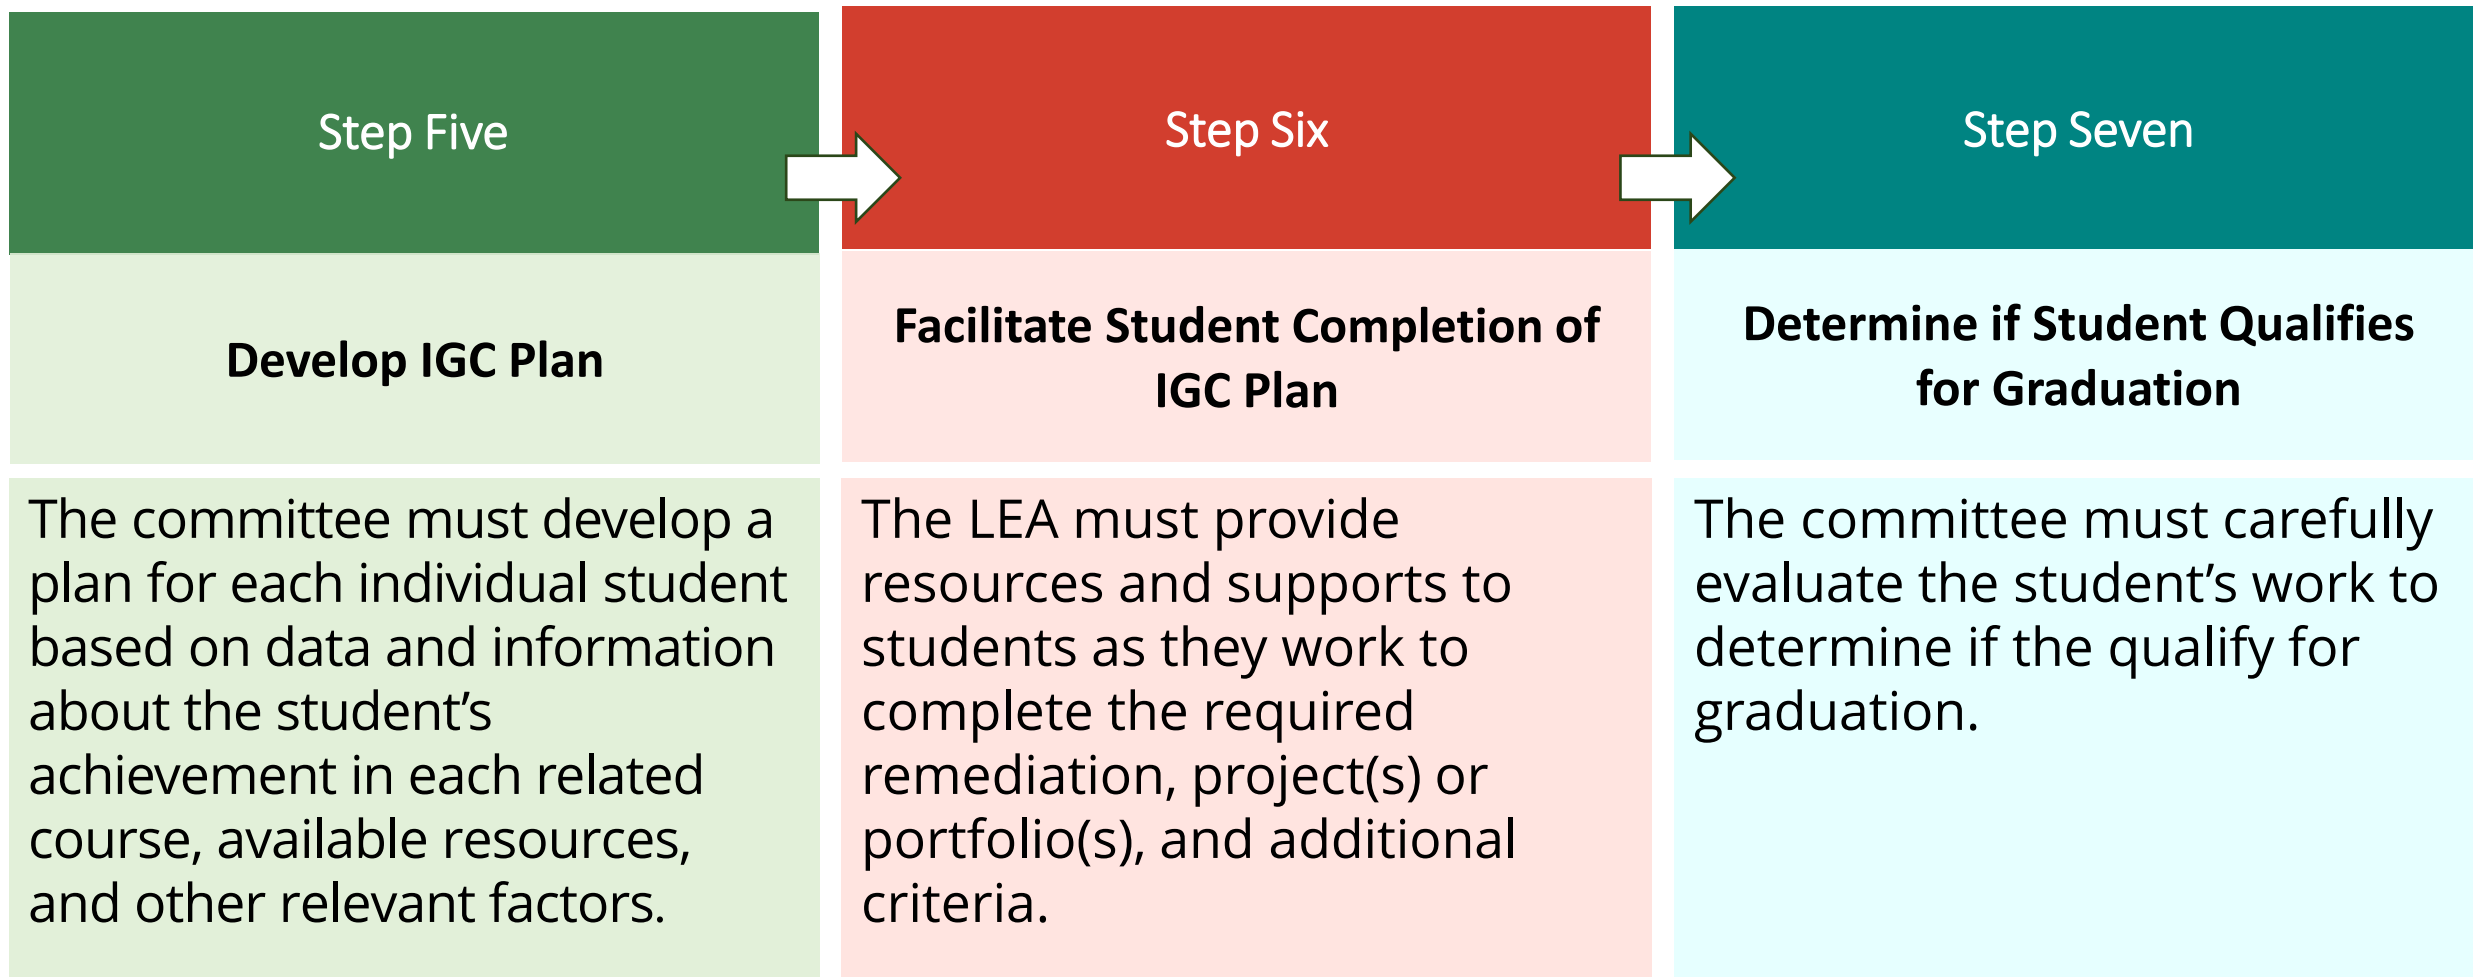 Step Five
Develop IGC Plan
The committee must develop a
plan for each individual student
based on data and information
about the student’s
achievement in each related
course, available resources,
and other relevant factors.
Step Six
Facilitate Student Completion of
IGC Plan
The LEA must provide
resources and supports to
students as they work to
complete the required
remediation, project(s) or
portfolio(s), and additional
criteria.
Step Seven
Determine if Student Qualifies
for Graduation
The committee must carefully
evaluate the student’s work to
determine if the qualify for
graduation.